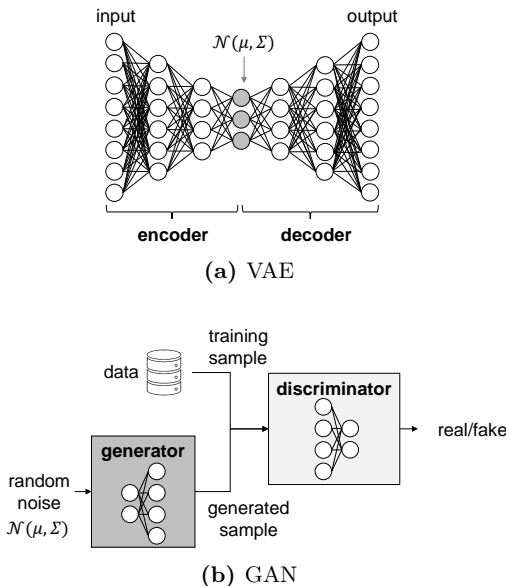 input
output
𝒩(μ, Σ)
encoder
decoder
(a) VAE
training
sample
data
discriminator
real/fake
generator
random
noise
𝒩(μ, Σ)
generated
sample
(b) GAN